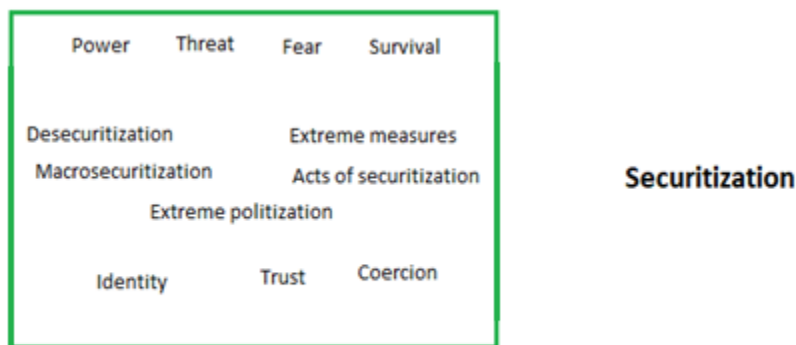 Power Threat Fear Survival
Desecuritization Extreme measures
Macrosecuritization Acts of securitization
Securitization
Extreme politization
Identity Trust Coercion